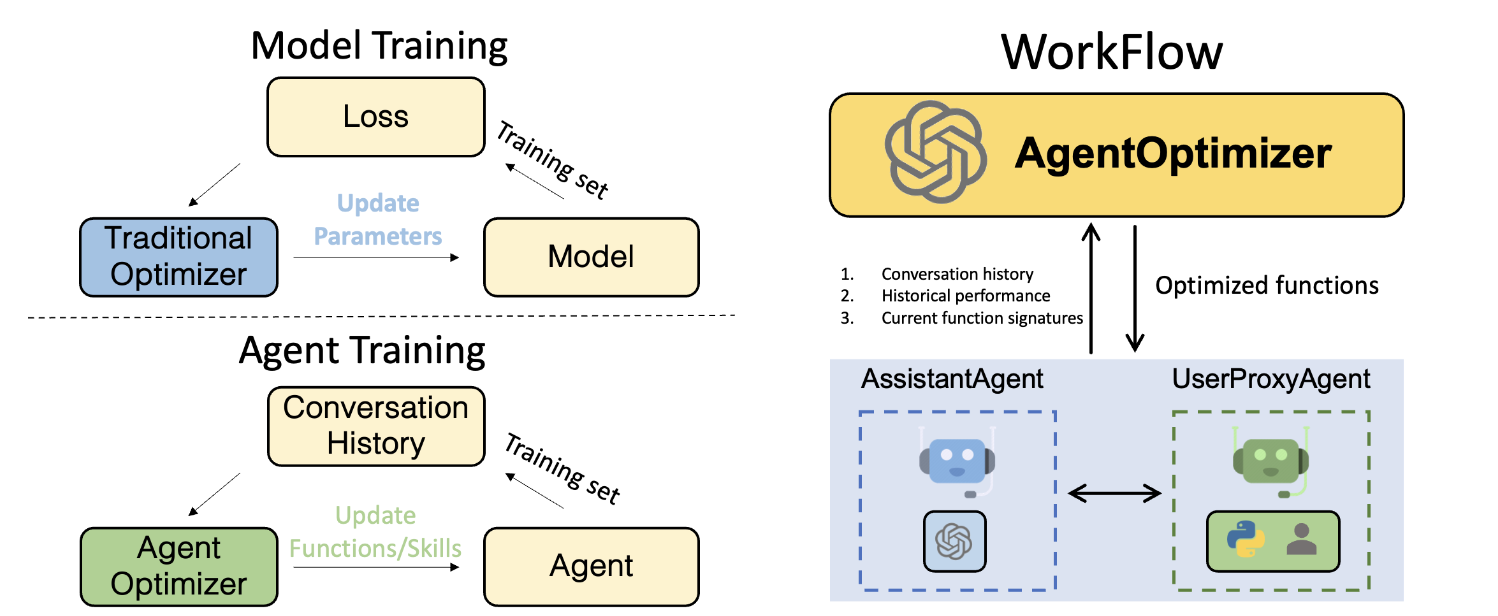 Model Training
Loss
Training set
Update
Parameters
Traditional
Optimizer
Model
Agent Training
Conversation
History
Training set
Update
Functions/Skills
Agent
Optimizer
Agent
WorkFlow
AgentOptimizer
1. Conversation history
2. Historical performance
3. Current function signatures
Optimized functions
AssistantAgent
UserProxyAgent